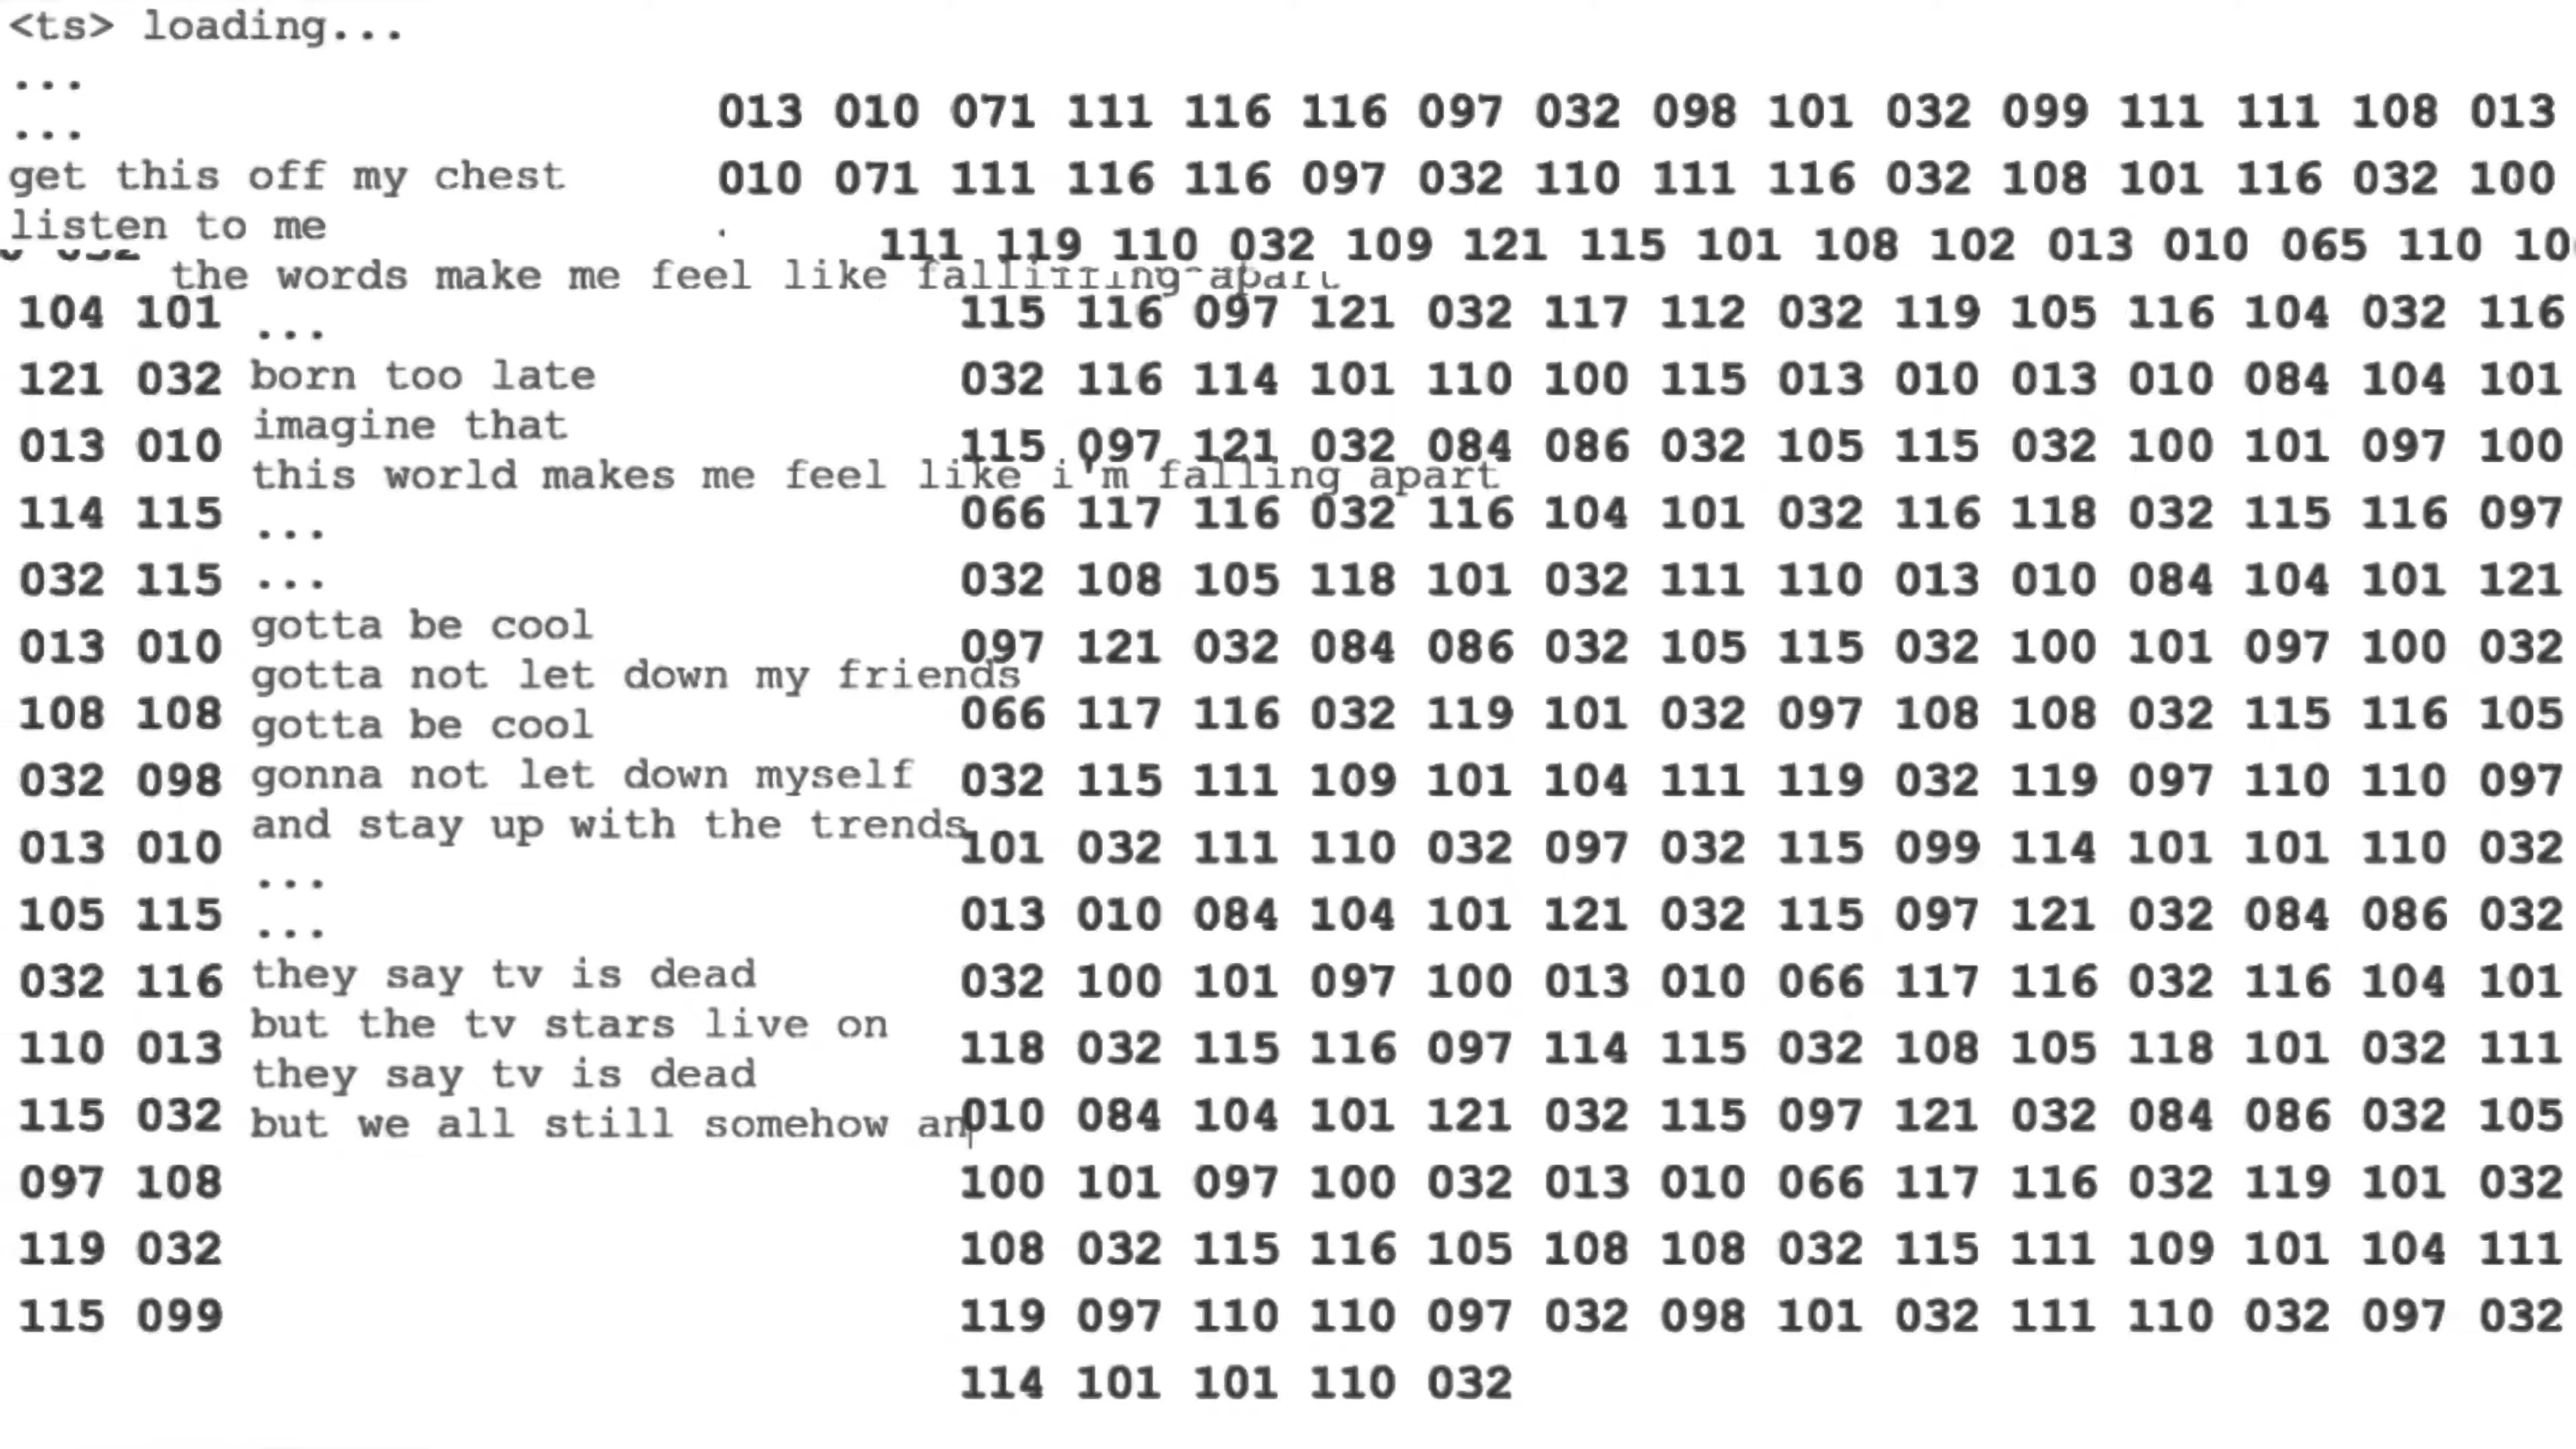 <ts> loading...
...
...
get this off my chest
listen to me
the words make me feel like
...
born too late
imagine that
this world makes me feel like i'm falling apart
...
...
gotta be cool
gotta not let down my friends
gotta be cool
gonna not let down myself
and stay up with the trends
...
...
they say tv is dead
but the tv stars live on
they say tv is dead
but we all still somehow an
104 101
121 032
013 010
114 115
032 115
013 010
108 108
032 098
013 010
105 115
032 116
110 013
115 032
097 108
119 032
115 099
013 010 071 111 116 116 097 032 098 101 032 099 111 111 108 013
010 071 111 116 116 097 032 110 111 116 032 108 101 116 032 100
111 119 110 032 109 121 115 101 108 102 013 010 065 110 10
115 116 097 121 032 117 112 032 119 105 116 104 032 116
032 116 114 101 110 100 115 013 010 013 010 084 104 101
115 097 121 032 084 086 032 105 115 032 100 101 097 100
066 117 116 032 116 104 101 032 116 118 032 115 116 097
032 108 105 118 101 032 111 110 013 010 084 104 101 121
097 121 032 084 086 032 105 115 032 100 101 097 100 032
066 117 116 032 119 101 032 097 108 108 032 115 116 105
032 115 111 109 101 104 111 119 032 119 097 110 110 097
101 032 111 110 032 097 032 115 099 114 101 101 110 032
013 010 084 104 101 121 032 115 097 121 032 084 086 032
032 100 101 097 100 013 010 066 117 116 032 116 104 101
118 032 115 116 097 114 115 032 108 105 118 101 032 111
010 084 104 101 121 032 115 097 121 032 084 086 032 105
100 101 097 100 032 013 010 066 117 116 032 119 101 032
108 032 115 116 105 108 108 032 115 111 109 101 104 111
119 097 110 110 097 032 098 101 032 111 110 032 097 032
114 101 101 110 032